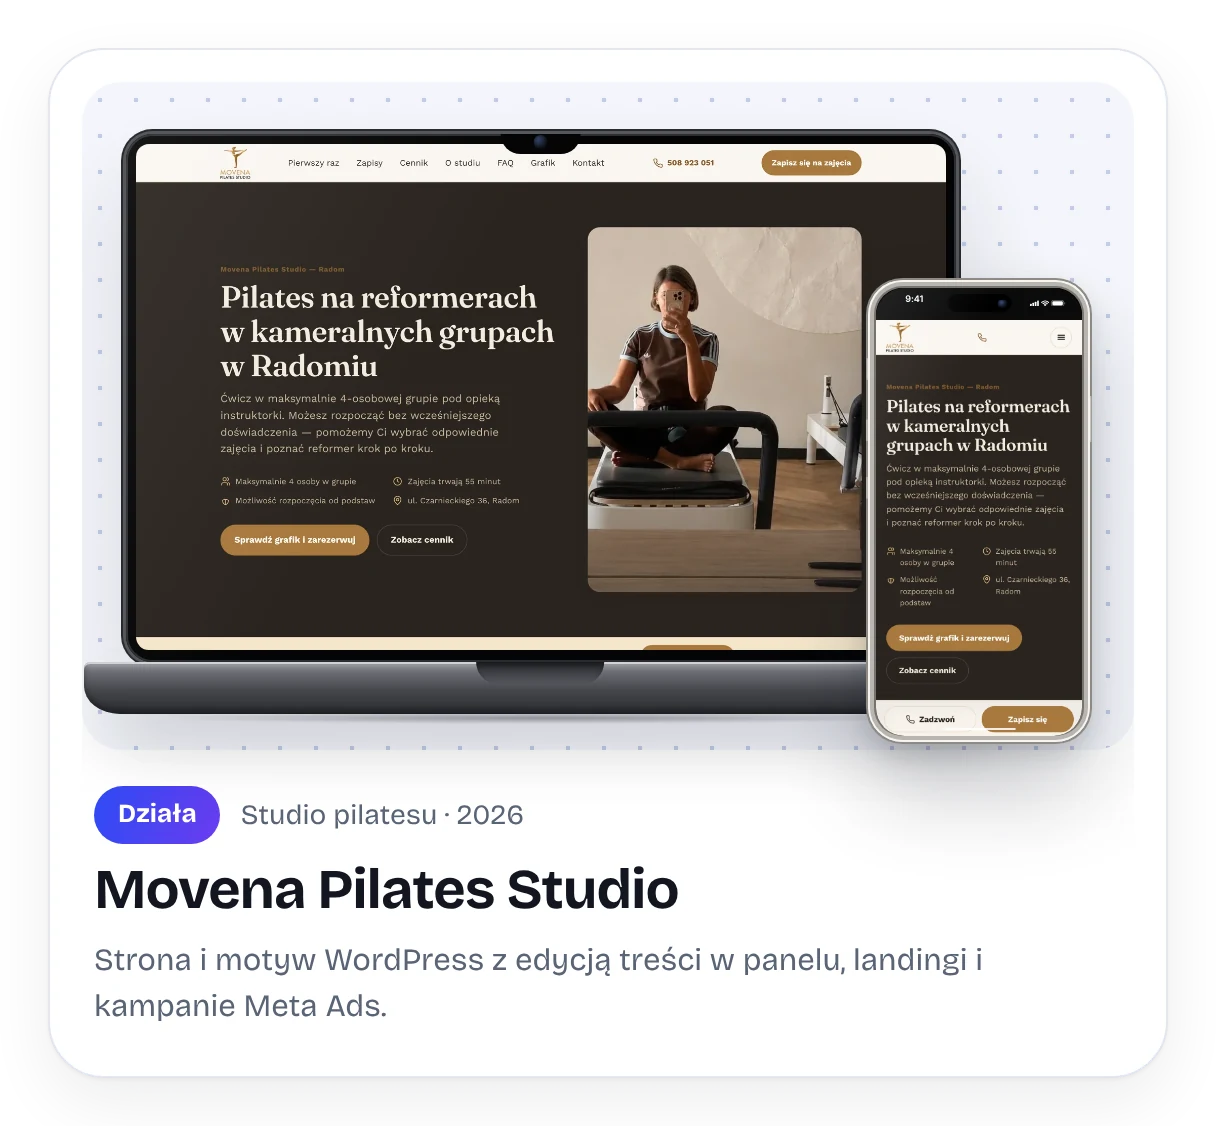 MOVENA
PILATES STUDIO
Pierwszy raz Zapisy Cennik O studiu FAQ Grafik Kontakt 508 923 051 Zapisz się na zajęcia
Movena Pilates Studio — Radom
Pilates na reformerach
w kameralnych grupach
w Radomiu
Ćwicz w maksymalnie 4-osobowej grupie pod opieką
instruktorki. Możesz rozpocząć bez wcześniejszego
doświadczenia — pomożemy Ci wybrać odpowiednie
zajęcia i poznać reformer krok po kroku.
Maksymalnie 4 osoby w grupie Zajęcia trwają 55 minut
Możliwość rozpoczęcia od podstaw ul. Czarnieckiego 36, Radom
Sprawdź grafik i zarezerwuj Zobacz cennik
9:41
MOVENA
PILATES STUDIO
Movena Pilates Studio — Radom
Pilates na reformerach
w kameralnych
grupach w Radomiu
Ćwicz w maksymalnie 4-osobowej grupie
pod opieką instruktorki. Możesz rozpocząć
bez wcześniejszego doświadczenia —
pomożemy Ci wybrać odpowiednie zajęcia
i poznać reformer krok po kroku.
Maksymalnie 4
osoby w grupie
Zajęcia trwają 55
minut
Możliwość
rozpoczęcia od
podstaw
ul. Czarnieckiego 36,
Radom
Sprawdź grafik i zarezerwuj
Zobacz cennik
Zadzwoń Zapisz się
Działa Studio pilatesu · 2026
Movena Pilates Studio
Strona i motyw WordPress z edycją treści w panelu, landingi i
kampanie Meta Ads.